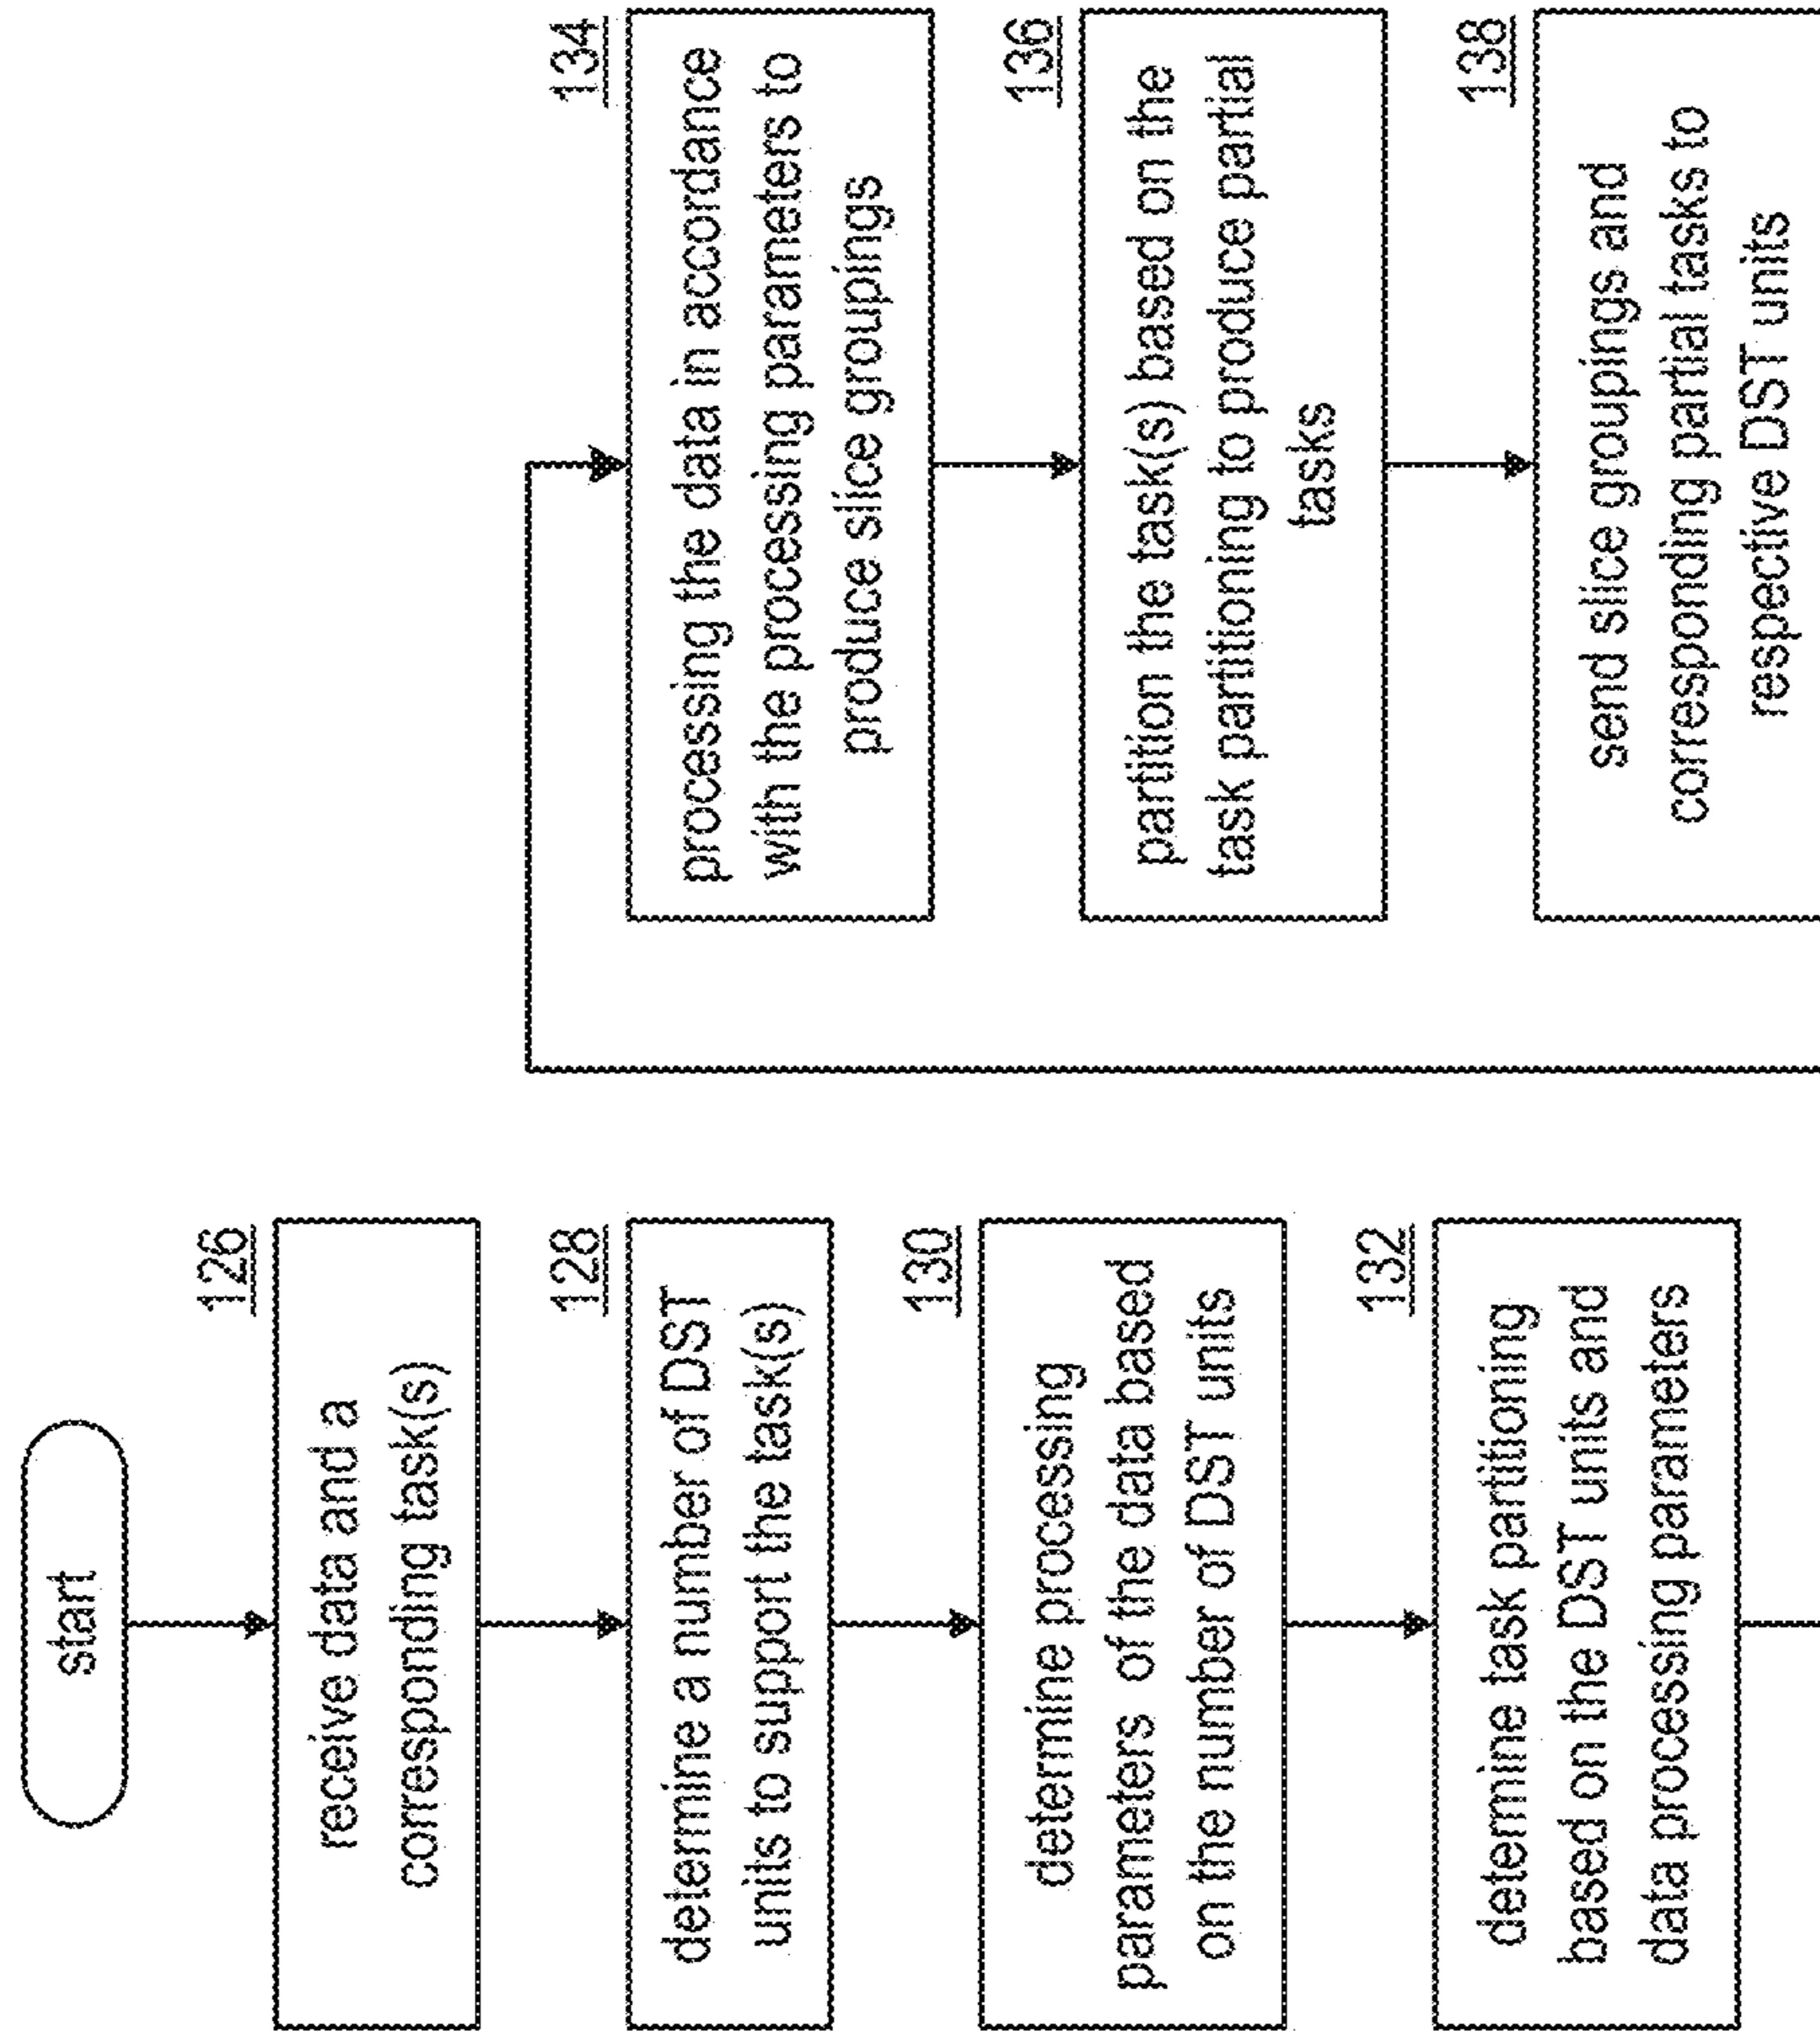 start
126
receive data and a
corresponding task(s)
128
determine a number of DST
units to support the task(s)
130
determine processing
parameters of the data based
on the number of DST units
132
determine task partitioning
based on the DST units and
data processing parameters
134
processing the data in accordance
with the processing parameters to
produce slice groupings
136
partition the task(s) based on the
task partitioning to produce partial
tasks
138
send slice groupings and
corresponding partial tasks to
respective DST units